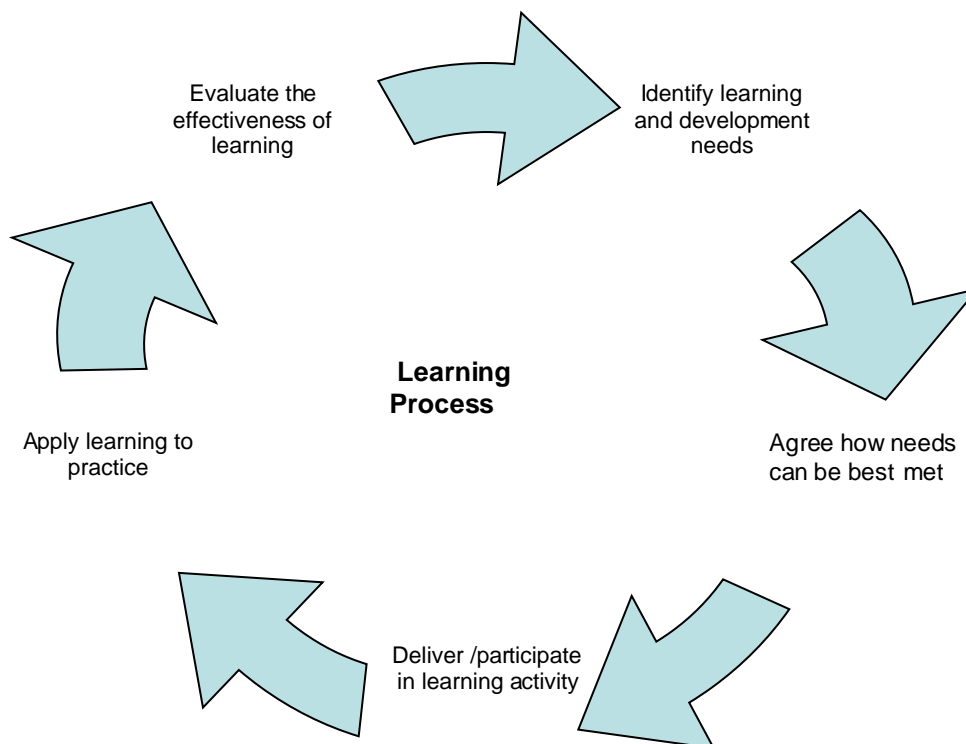 Evaluate the
effectiveness of
learning
Identify learning
and development
needs
Learning
Process
Apply learning to
practice
Agree how needs
can be best met
Deliver /participate
in learning activity